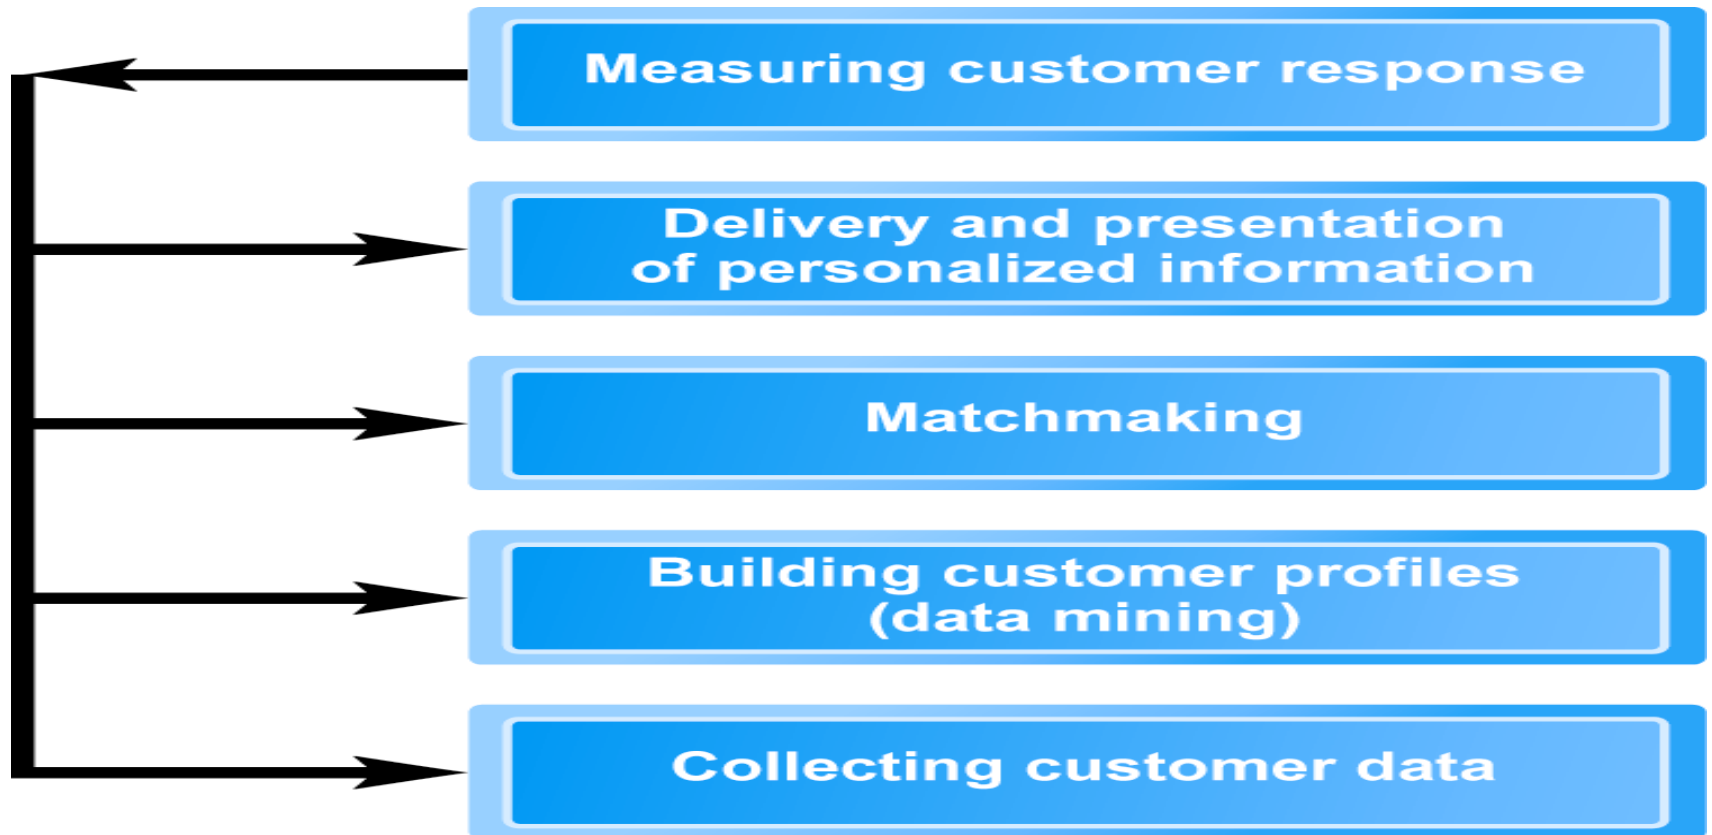 Measuring customer response
Delivery and presentation
of personalized information
Matchmaking
Building customer profiles
(data mining)
Collecting customer data